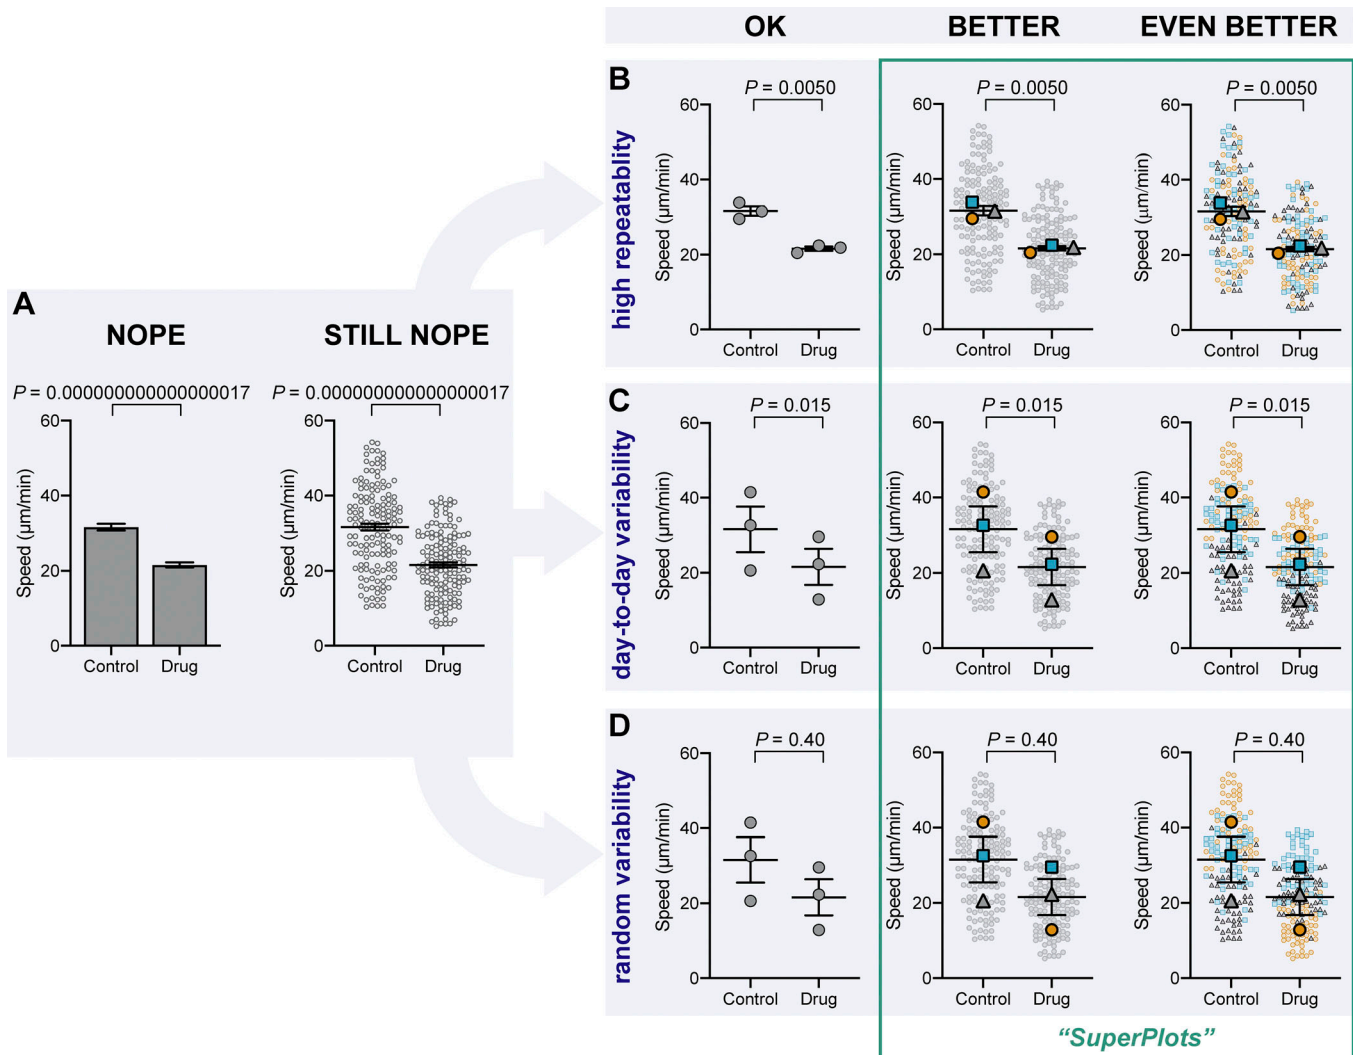 OK
BETTER
EVEN BETTER
A
NOPE
STILL NOPE
P = 0.00000000000000000017
P = 0.00000000000000000017
60
40
20
0
Speed (µm/min)
Control
Drug
60
40
20
0
Speed (µm/min)
Control
Drug
B
high repeatablity
P = 0.0050
60
40
20
0
Speed (µm/min)
Control
Drug
P = 0.0050
60
40
20
0
Speed (µm/min)
Control
Drug
P = 0.0050
60
40
20
0
Speed (µm/min)
Control
Drug
C
day-to-day variability
P = 0.015
60
40
20
0
Speed (µm/min)
Control
Drug
P = 0.015
60
40
20
0
Speed (µm/min)
Control
Drug
P = 0.015
60
40
20
0
Speed (µm/min)
Control
Drug
D
random variability
P = 0.40
60
40
20
0
Speed (µm/min)
Control
Drug
P = 0.40
60
40
20
0
Speed (µm/min)
Control
Drug
P = 0.40
60
40
20
0
Speed (µm/min)
Control
Drug
“SuperPlots”